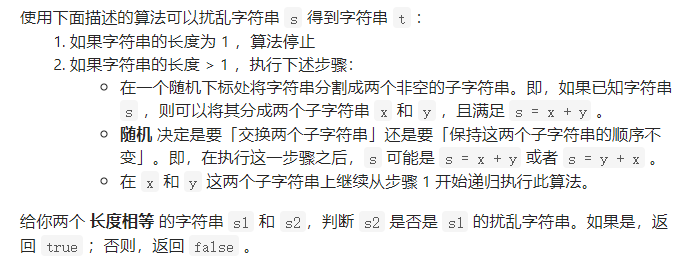 使用下面描述的算法可以扰乱字符串 s 得到字符串 t ：
1. 如果字符串的长度为 1 ，算法停止
2. 如果字符串的长度 > 1 ，执行下述步骤：
在一个随机下标处将字符串分割成两个非空的子字符串。即，如果已知字符串
s ，则可以将其分成两个子字符串 x 和 y ，且满足 s = x + y 。
随机 决定是要「交换两个子字符串」还是要「保持这两个子字符串的顺序不
变」。即，在执行这一步骤之后， s 可能是 s = x + y 或者 s = y + x 。
在 x 和 y 这两个子字符串上继续从步骤 1 开始递归执行此算法。
给你两个 长度相等 的字符串 s1 和 s2，判断 s2 是否是 s1 的扰乱字符串。如果是，返
回 true ；否则，返回 false 。